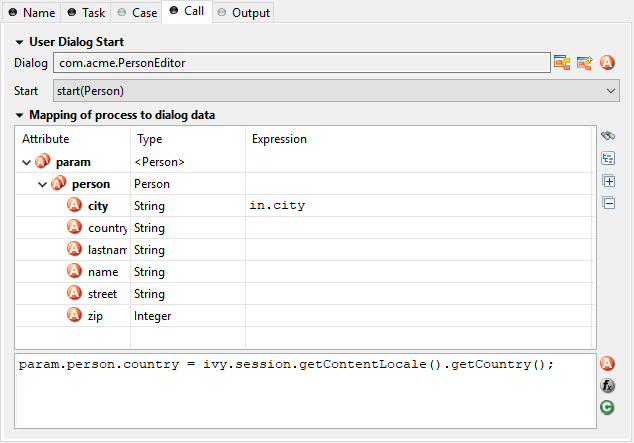 Name Task Case Call Output
User Dialog Start
Dialog com.acme.PersonEditor
Start start(Person)
Mapping of process to dialog data
Attribute Type Expression
param <Person>
person Person
city String in.city
country String
lastnam String
name String
street String
zip Integer
param.person.country = ivy.session.getContentLocale().getCountry();